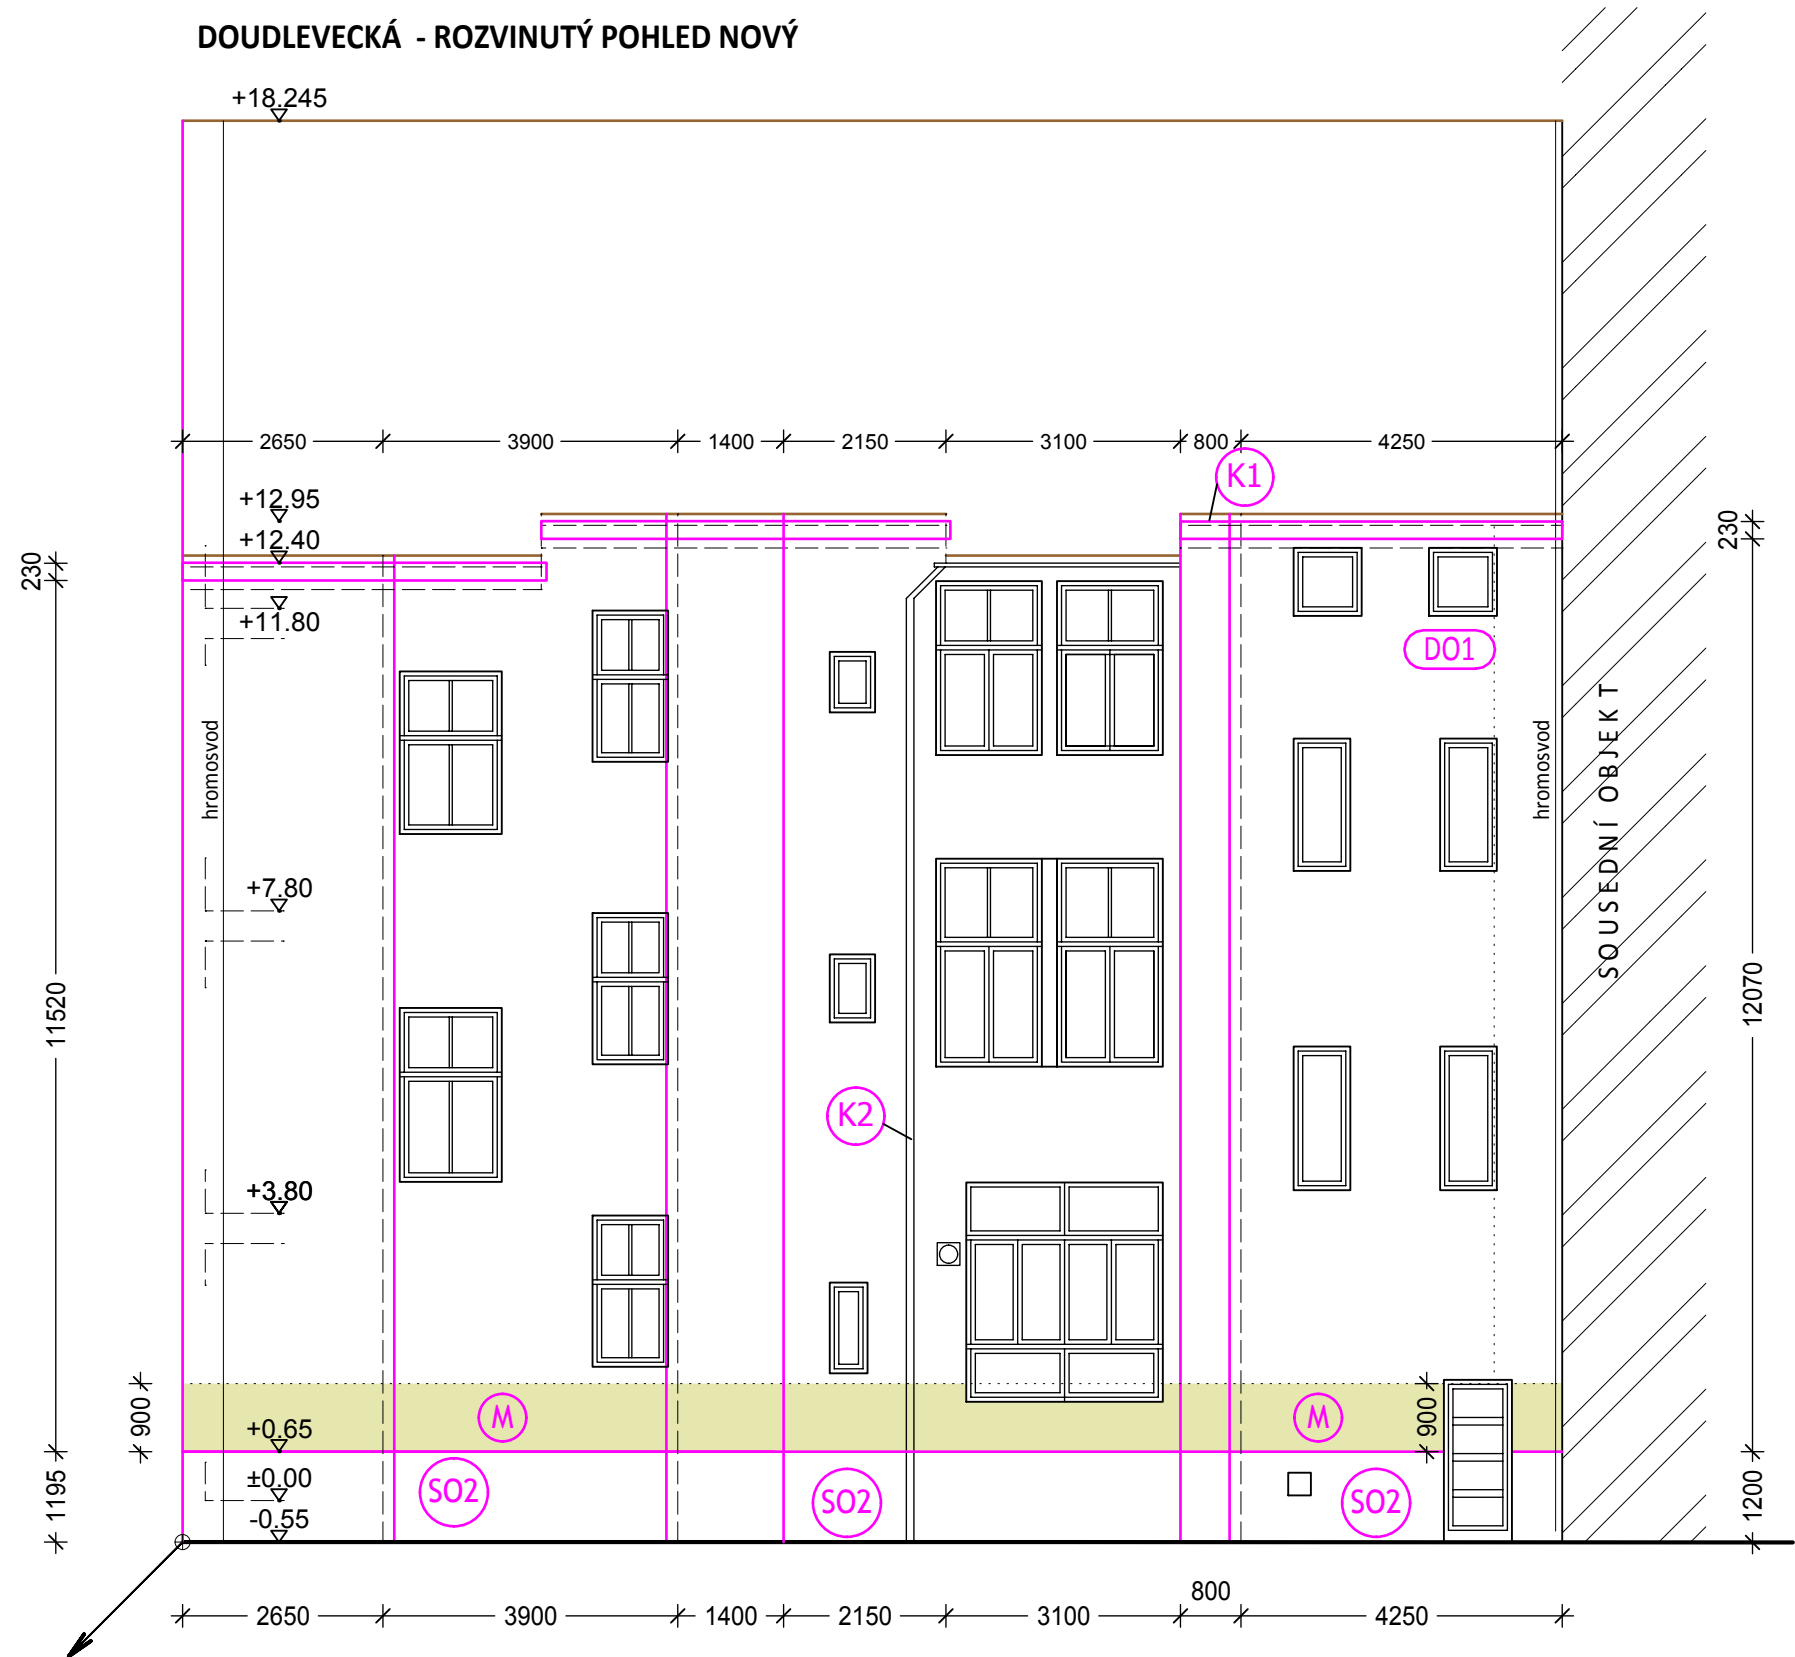 DOUDLEVECKÁ - ROZVINUTÝ POHLED NOVÝ
+18.245
2650 3900 1400 2150 3100 800 4250
K1
+12.95
+12.40
230
230
+11.80
DO1
hromosvod
hromosvod
SOUSEDNÍ OBJEKT
+7.80
11520
12070
K2
+3.80
900
M
M
900
+0.65
1195
SO2
SO2
SO2
1200
±0.00
-0.55
800
2650 3900 1400 2150 3100 4250